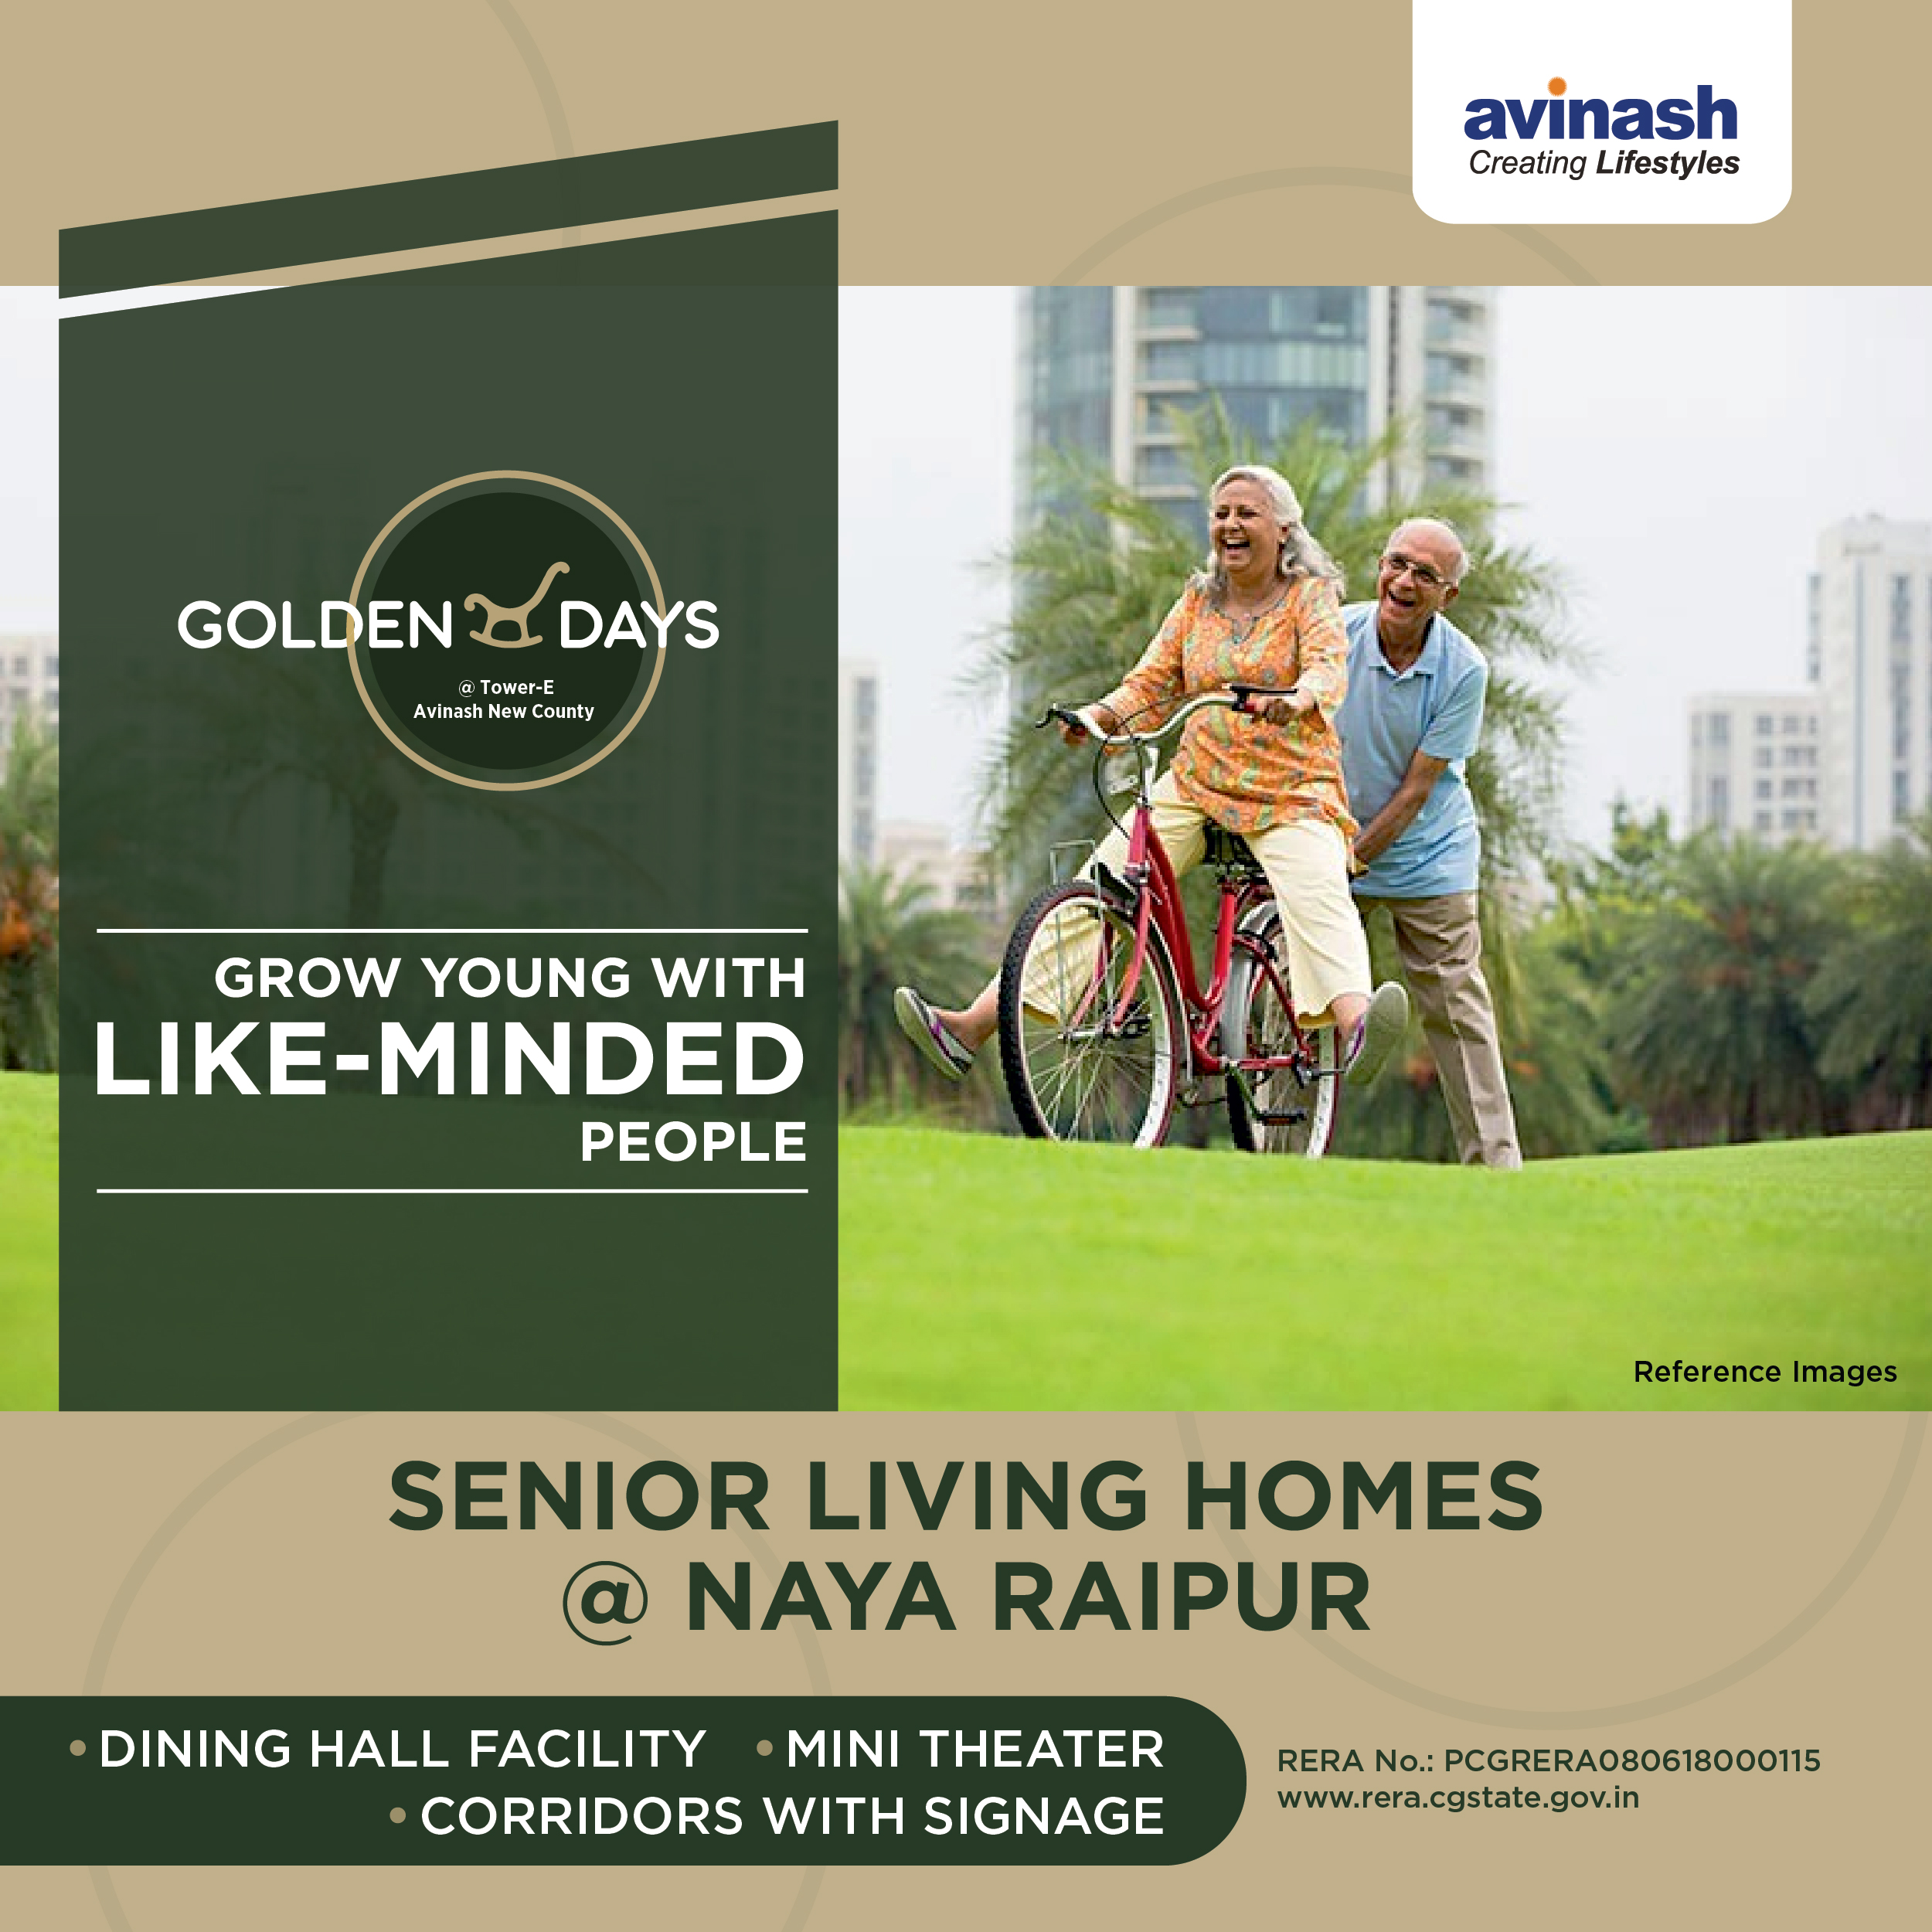 avinash
Creating Lifestyles
GOLDEN DAYS
@ Tower-E
Avinash New County
GROW YOUNG WITH
LIKE-MINDED
PEOPLE
Reference Images
SENIOR LIVING HOMES
@ NAYA RAIPUR
• DINING HALL FACILITY • MINI THEATER
• CORRIDORS WITH SIGNAGE
RERA No.: PCGRERA080618000115
www.rera.cgstate.gov.in